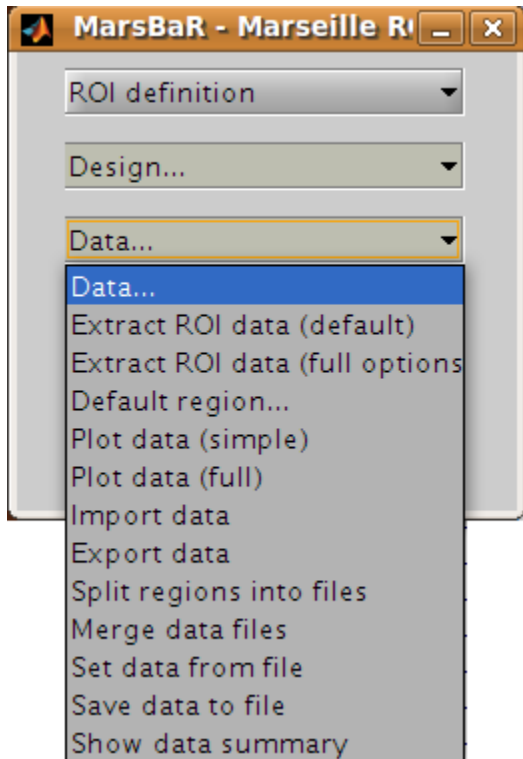 MarsBaR - Marseille R
ROI definition
Design...
Data...
Data...
Extract ROI data (default)
Extract ROI data (full options
Default region...
Plot data (simple)
Plot data (full)
Import data
Export data
Split regions into files
Merge data files
Set data from file
Save data to file
Show data summary